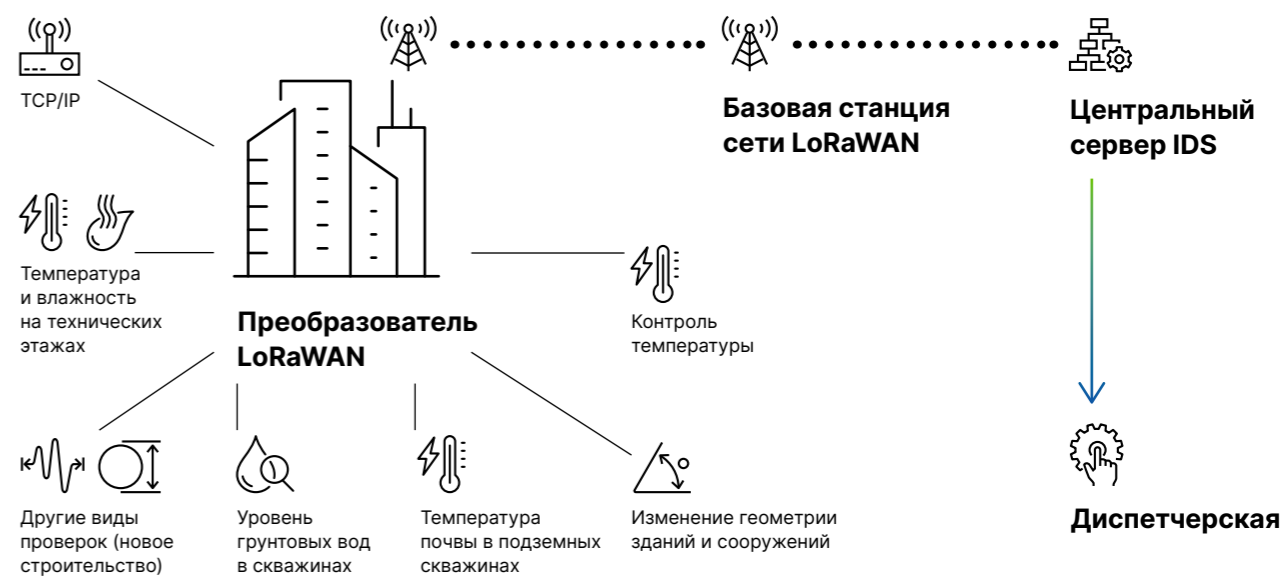 TCP/IP
Базовая станция
сети LoRaWAN
Центральный
сервер IDS
Температура
и влажность
на технических
этажах
Преобразователь
LoRaWAN
Контроль
температуры
Другие виды
проверок (новое
строительство)
Уровень
грунтовых вод
в скважинах
Температура
почвы в подземных
скважинах
Изменение геометрии
зданий и сооружений
Диспетчерская